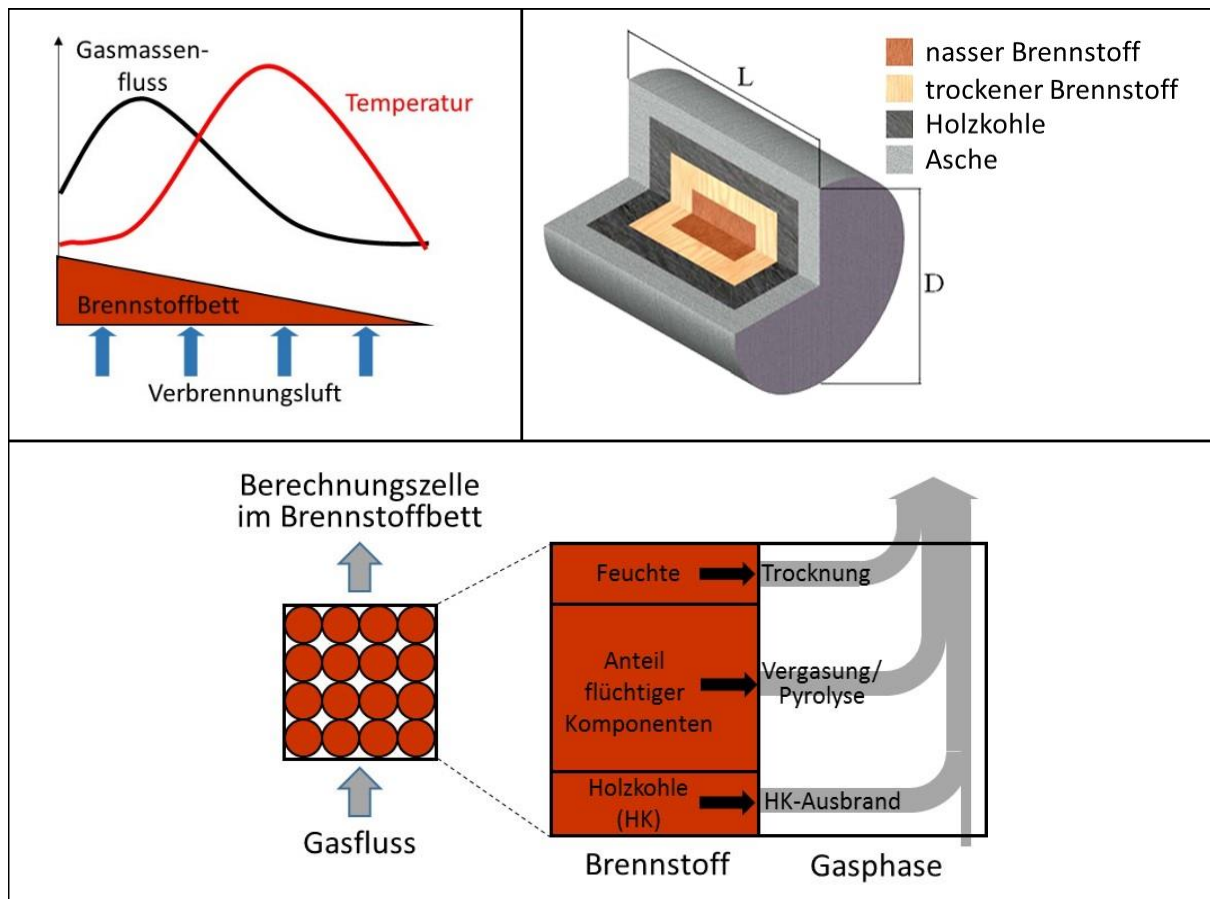 Gasmassen-
fluss
Temperatur
Brennstoffbett
Verbrennungsluft
L
D
nasser Brennstoff
trockener Brennstoff
Holzkohle
Asche
Berechnungszelle
im Brennstoffbett
Gasfluss
Feuchte
Trocknung
Anteil
flüchtiger
Komponenten
Vergasung/
Pyrolyse
Holzkohle
(HK)
HK-Ausbrand
Brennstoff
Gasphase